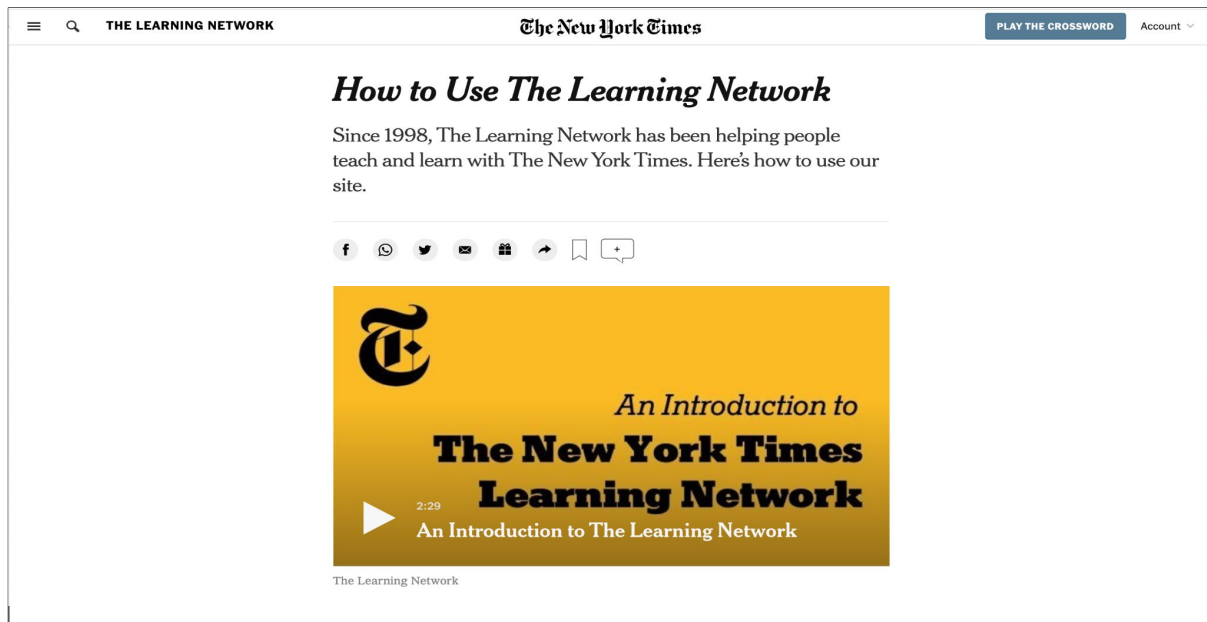 THE LEARNING NETWORK
The New York Times
PLAY THE CROSSWORD
Account
How to Use The Learning Network
Since 1998, The Learning Network has been helping people
teach and learn with The New York Times. Here's how to use our
site.
An Introduction to
The New York Times
Learning Network
2:29
An Introduction to The Learning Network
The Learning Network